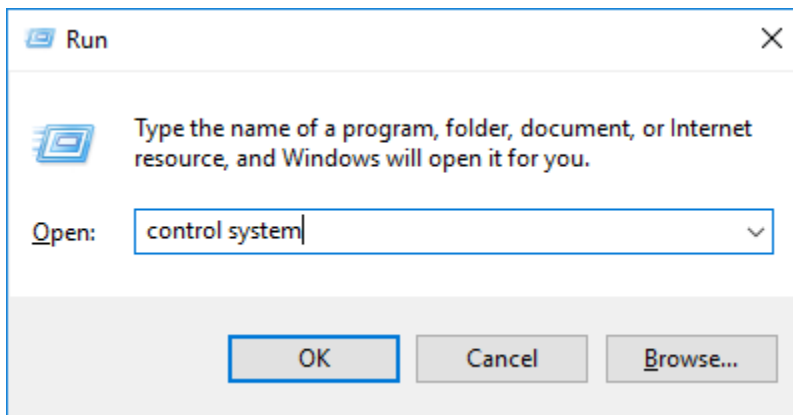 Run
Type the name of a program, folder, document, or Internet
resource, and Windows will open it for you.
Open: control system
OK Cancel Browse...